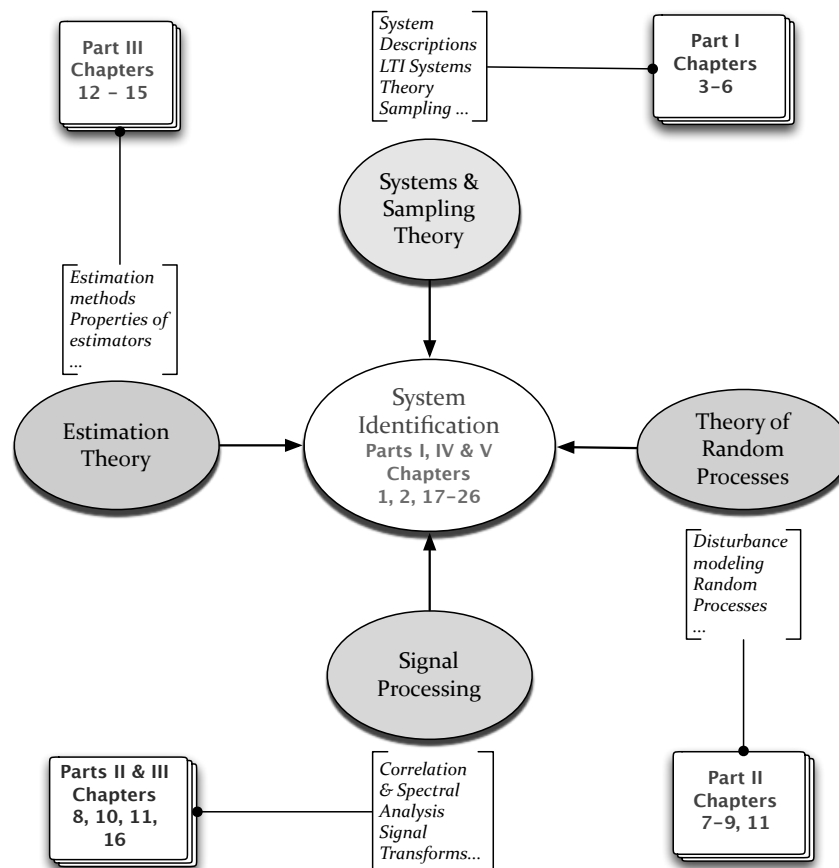 Part III
Chapters
12 - 15
System
Descriptions
LTI Systems
Theory
Sampling ...
Part I
Chapters
3-6
Systems &
Sampling
Theory
Estimation
methods
Properties of
estimators
...
Estimation
Theory
System
Identification
Parts I, IV & V
Chapters
1, 2, 17-26
Theory of
Random
Processes
Disturbance
modeling
Random
Processes
...
Signal
Processing
Parts II & III
Chapters
8, 10, 11,
16
Correlation
& Spectral
Analysis
Signal
Transforms...
Part II
Chapters
7-9, 11